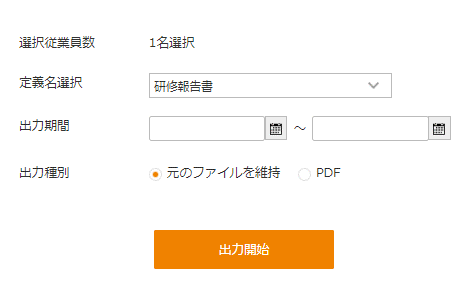 選択従業員数 1名選択
定義名選択 研修報告書
出力期間 ～
出力種別 元のファイルを維持 PDF
出力開始